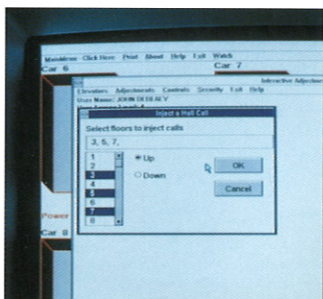 MainMenu Click Here Print About Help Exit Watch
Car 6
Car 7
Interactive Adjustmen
Elevators Adjustments Controls Security Exit Help
User Name: JOHN
Inject a Hall Call
Select floors to inject calls
3, 5, 7,
1
2
3
4
5
6
7
8
Up
Down
OK
Cancel
Power
Car 8